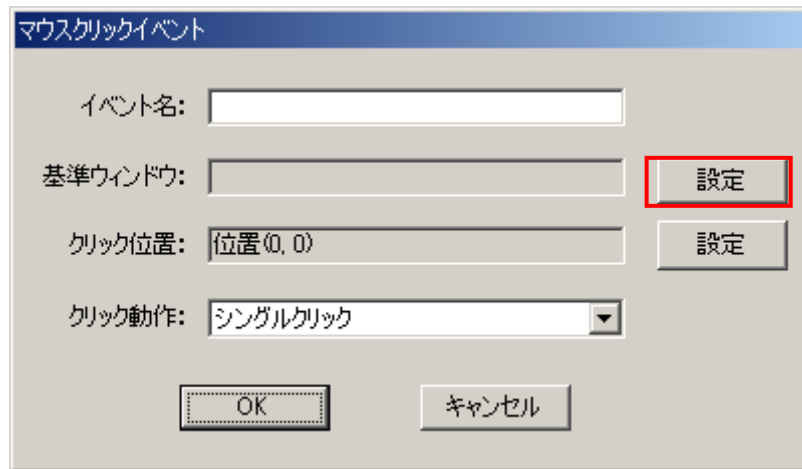 マウスクリックイベント
イベント名:
基準ウィンドウ: 設定
クリック位置: 位置(0, 0) 設定
クリック動作: シングルクリック
OK キャンセル